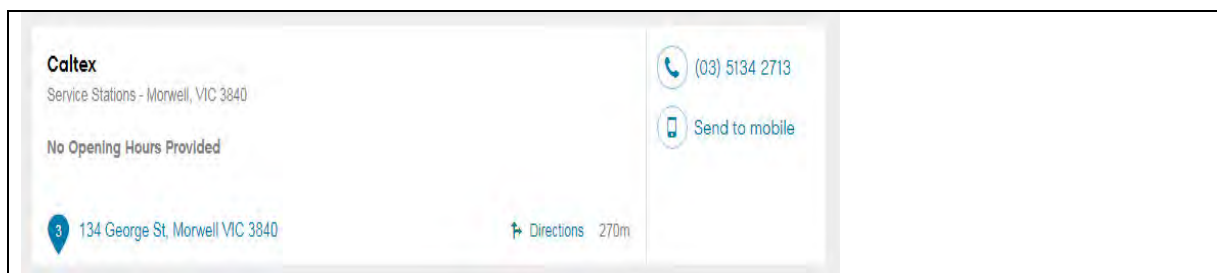 Caltex
Service Stations - Morwell, VIC 3840
No Opening Hours Provided
3 134 George St, Morwell VIC 3840
Directions 270m
(03) 5134 2713
Send to mobile